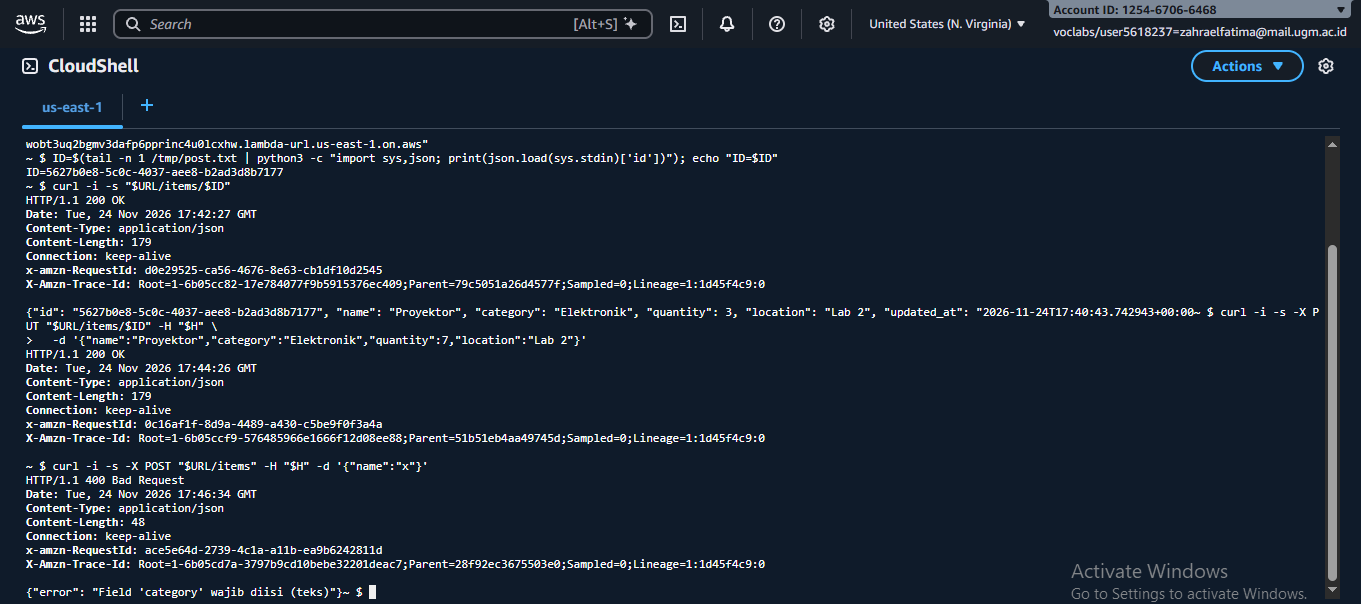 aws
Search
[Alt+S]
United States (N. Virginia) ▼
Account ID: 1254-6706-6468
voclabs/user5618237=zahraelfatima@mail.ugm.ac.id
CloudShell
Actions ▼
us-east-1
+
wobt3uq2bgmv3dafp6pprinc4u0lcxhw.lambda-url.us-east-1.on.aws"
~ $ ID=$(tail -n 1 /tmp/post.txt | python3 -c "import sys,json; print(json.load(sys.stdin)['id'])"); echo "ID=$ID"
ID=5627b0e8-5c0c-4037-aee8-b2ad3d8b7177
~ $ curl -i -s "$URL/items/$ID"
HTTP/1.1 200 OK
Date: Tue, 24 Nov 2026 17:42:27 GMT
Content-Type: application/json
Content-Length: 179
Connection: keep-alive
x-amzn-RequestId: d0e29525-ca56-4676-8e63-cb1df10d2545
X-Amzn-Trace-Id: Root=1-6b05cc82-17e784077f9b5915376ec409;Parent=79c5051a26d4577f;Sampled=0;Lineage=1:1d45f4c9:0
{"id": "5627b0e8-5c0c-4037-aee8-b2ad3d8b7177", "name": "Proyektor", "category": "Elektronik", "quantity": 3, "location": "Lab 2", "updated_at": "2026-11-24T17:40:43.742943+00:00~ $ curl -i -s -X P
UT "$URL/items/$ID" -H "$H" \
>   -d '{"name":"Proyektor","category":"Elektronik","quantity":7,"location":"Lab 2"}'
HTTP/1.1 200 OK
Date: Tue, 24 Nov 2026 17:44:26 GMT
Content-Type: application/json
Content-Length: 179
Connection: keep-alive
x-amzn-RequestId: 0c16af1f-8d9a-4489-a430-c5be9f0f3a4a
X-Amzn-Trace-Id: Root=1-6b05ccf9-576485966e1666f12d08ee88;Parent=51b51eb4aa49745d;Sampled=0;Lineage=1:1d45f4c9:0
~ $ curl -i -s -X POST "$URL/items" -H "$H" -d '{"name":"x"}'
HTTP/1.1 400 Bad Request
Date: Tue, 24 Nov 2026 17:46:34 GMT
Content-Type: application/json
Content-Length: 48
Connection: keep-alive
x-amzn-RequestId: ace5e64d-2739-4c1a-a11b-ea9b6242811d
X-Amzn-Trace-Id: Root=1-6b05cd7a-3797b9cd10bebe32201deac7;Parent=28f92ec3675503e0;Sampled=0;Lineage=1:1d45f4c9:0
{"error": "Field 'category' wajib diisi (teks)"}~ $
Activate Windows
Go to Settings to activate Windows.